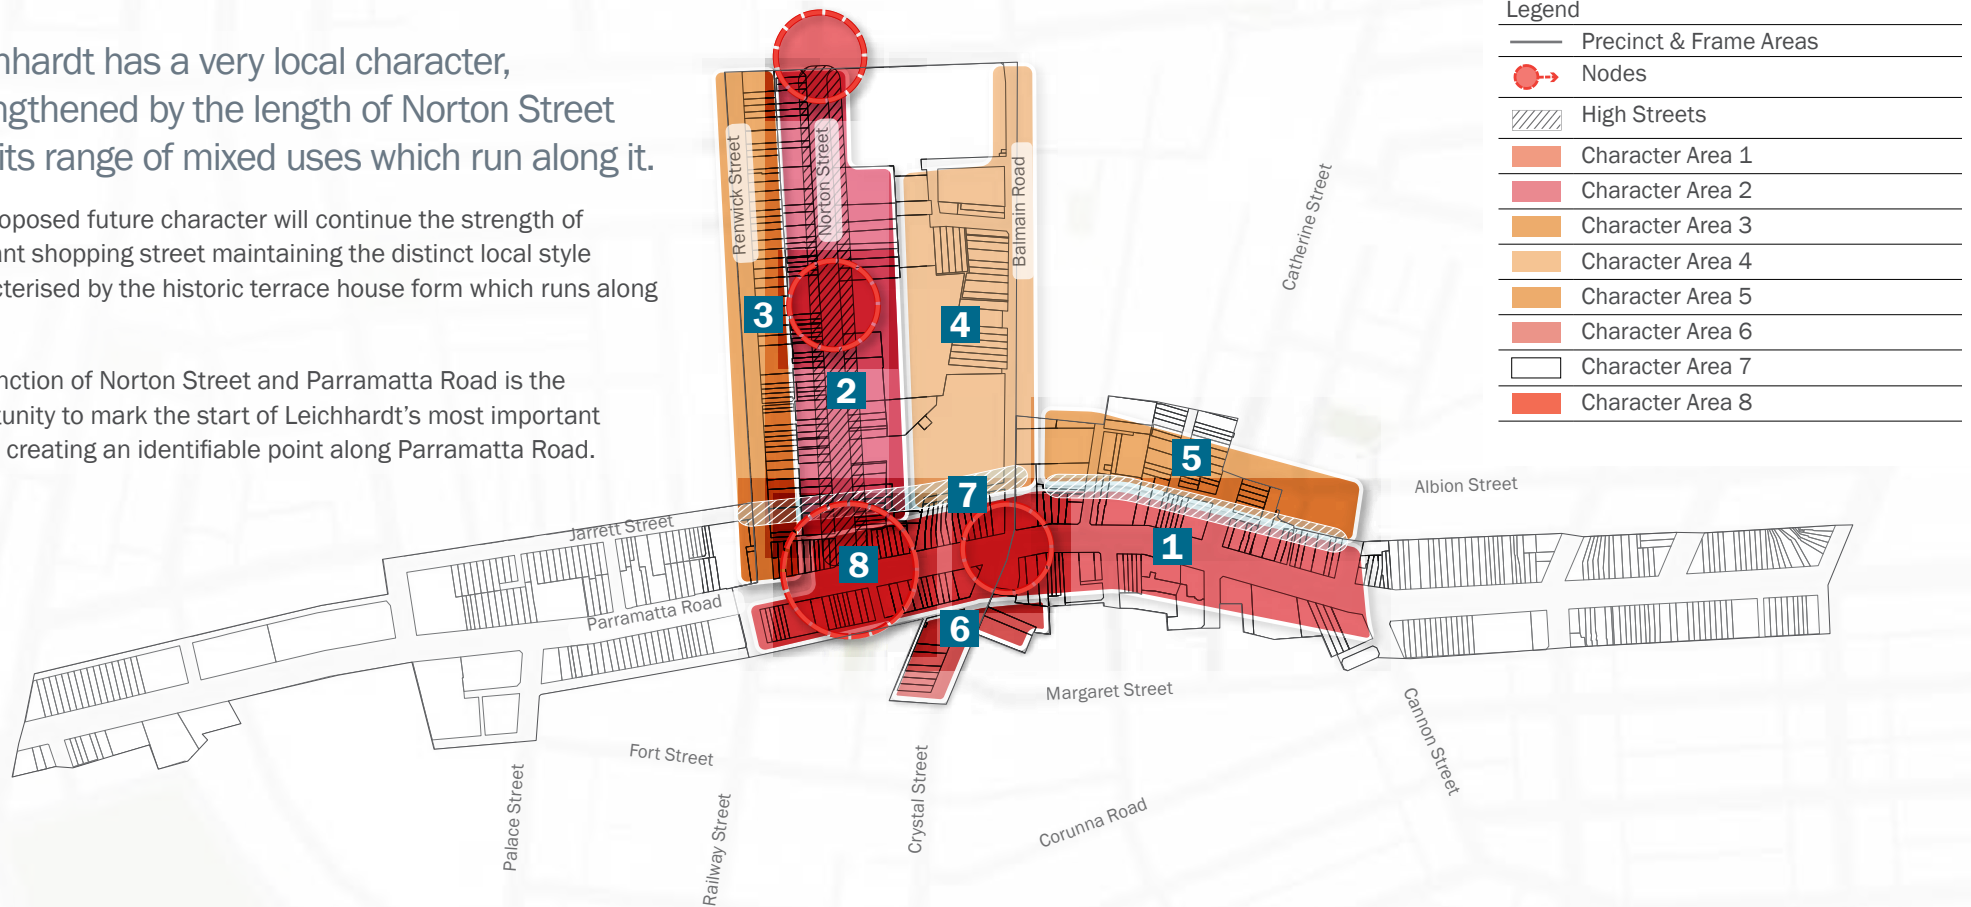 hhardt has a very local character,
ngthened by the length of Norton Street
its range of mixed uses which run along it.
oposed future character will continue the strength of
ant shopping street maintaining the distinct local style
cterised by the historic terrace house form which runs along
nction of Norton Street and Parramatta Road is the
tunity to mark the start of Leichhardt's most important
creating an identifiable point along Parramatta Road.
Legend
Precinct & Frame Areas
Nodes
High Streets
Character Area 1
Character Area 2
Character Area 3
Character Area 4
Character Area 5
Character Area 6
Character Area 7
Character Area 8
Renwick Street
Norton Street
Balmain Road
Catherine Street
3
4
2
5
7
8
1
6
Albion Street
Jarrett Street
Parramatta Road
Margaret Street
Fort Street
Palace Street
Railway Street
Crystal Street
Corunna Road
Cannon Street